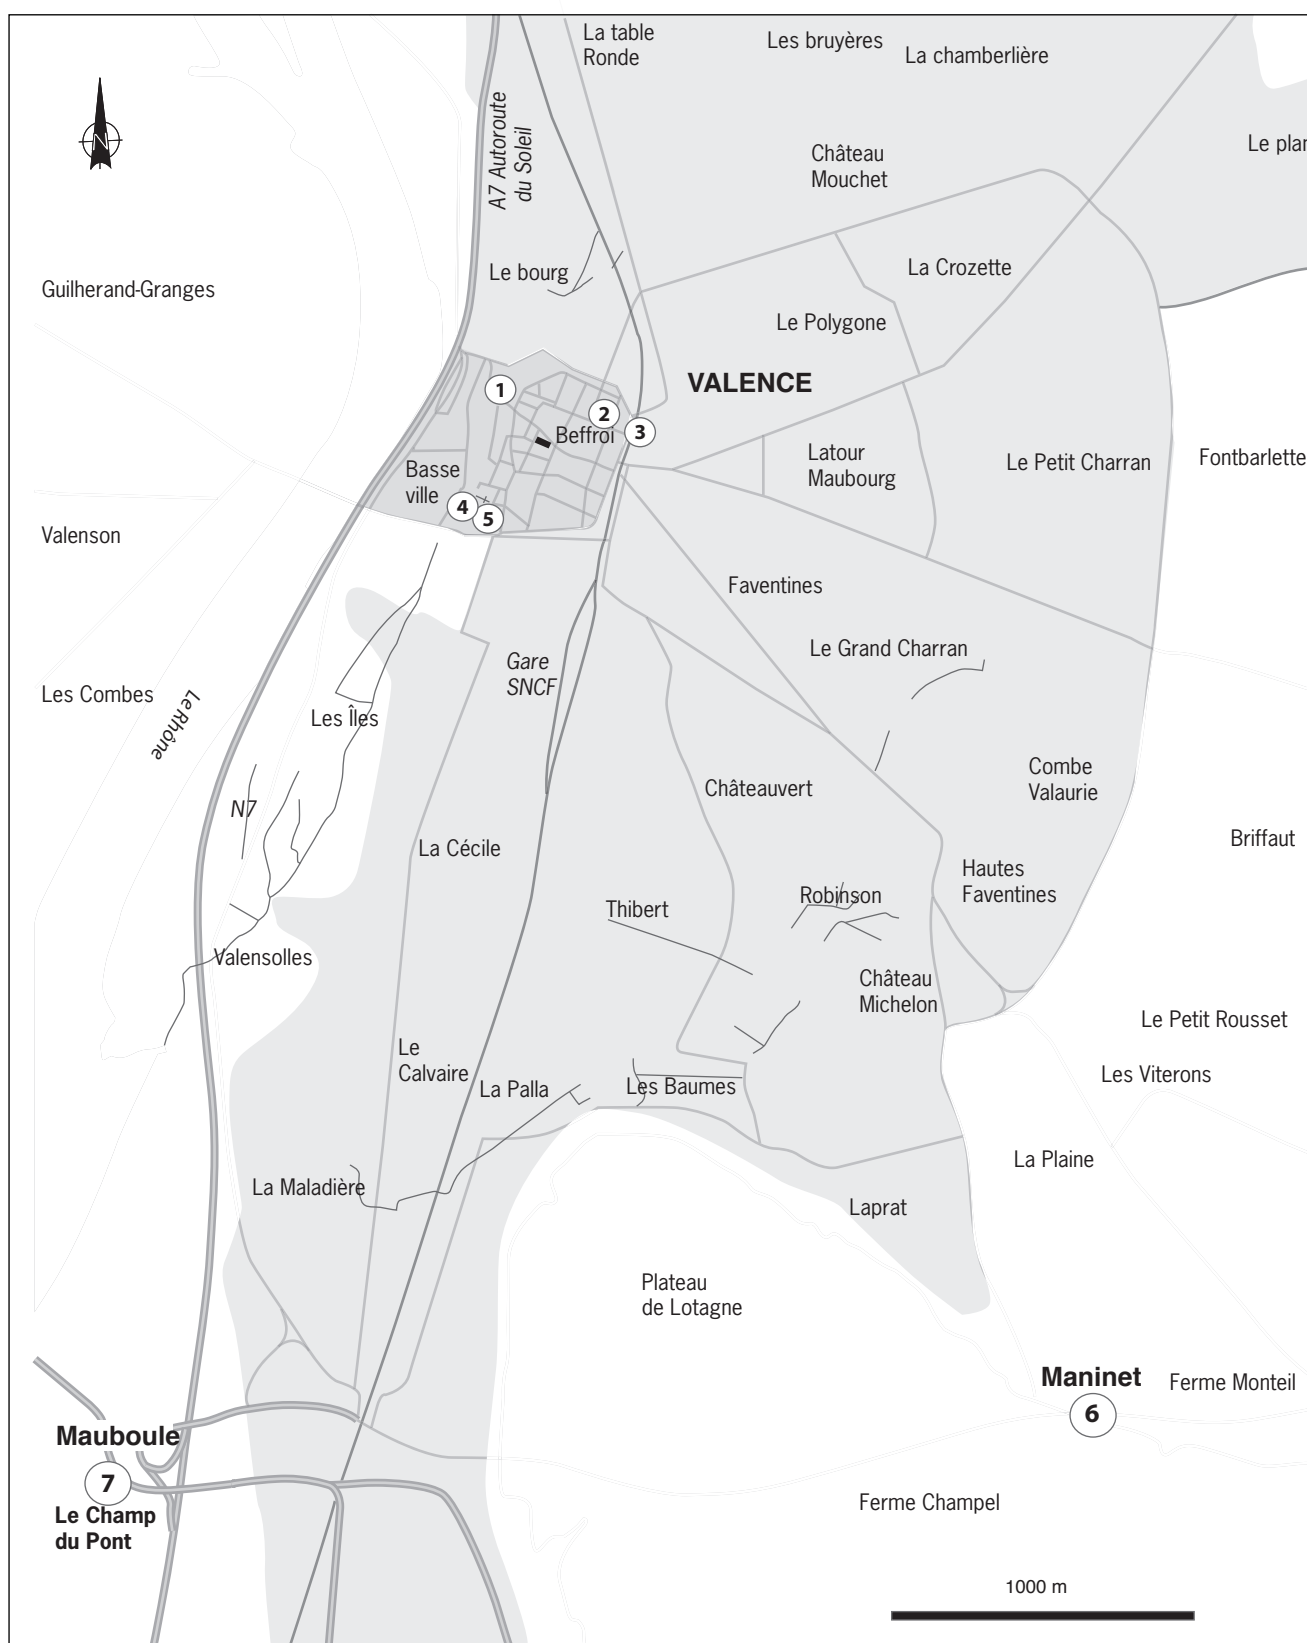 La table
Ronde
Les bruyères
La chamberlière
A7 Autoroute
du Soleil
N
Château
Mouchet
Le plan
Le bourg
La Crozette
Guilherand-Granges
Le Polygone
VALENCE
1
2
3
Beffroi
Basse
ville
Latour
Maubourg
Le Petit Charran
Fontbarlette
4
5
Valenson
Faventines
Le Grand Charran
Gare
SNCF
Les Combes
Le Rhône
Les Îles
Combe
Valaurie
Châteauvert
N7
La Cécile
Briffaut
Hautes
Faventines
Robinson
Thibert
Valensolles
Château
Michelon
Le Petit Rousset
Le
Calvaire
La Palla
Les Baumes
Les Viterons
La Plaine
La Maladière
Laprat
Plateau
de Lotagne
Maninet
Ferme Monteil
6
Mauboule
7
Le Champ
du Pont
Ferme Champel
1000 m